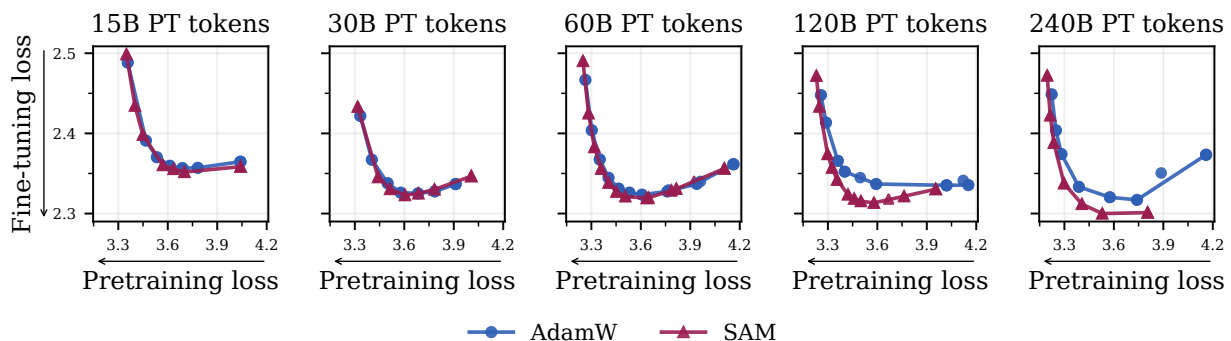 15B PT tokens 30B PT tokens 60B PT tokens 120B PT tokens 240B PT tokens
Fine-tuning loss
2.5
2.4
2.3
3.3 3.6 3.9 4.2 3.3 3.6 3.9 4.2 3.3 3.6 3.9 4.2 3.3 3.6 3.9 4.2 3.3 3.6 3.9 4.2
Pretraining loss Pretraining loss Pretraining loss Pretraining loss Pretraining loss
AdamW SAM